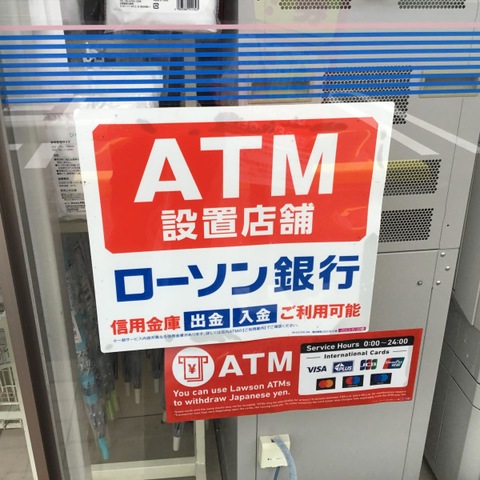 ATM
設置店舗
ローソン銀行
信用金庫 出金 入金 ご利用可能
ATM
Service Hours 0:00~24:00
International Cards
VISA PLUS JCB
You can use Lawson ATMs
to withdraw Japanese yen.